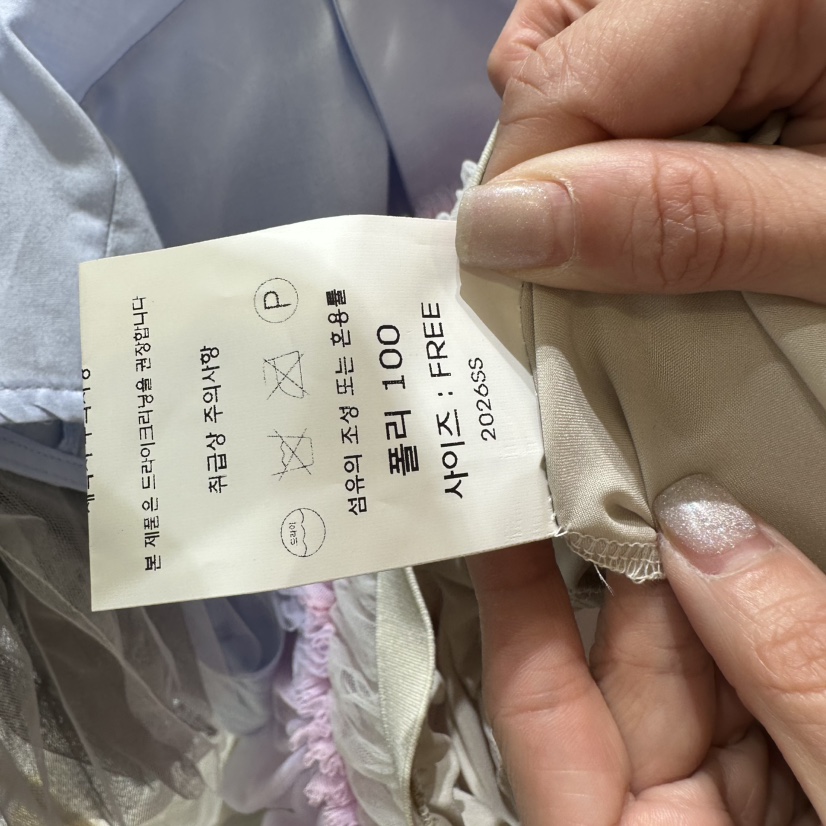 2026SS
사이즈 : FREE
폴리 100
섬유의 조성 또는 혼용률
드라이
P
취급상 주의사항
본 제품은 드라이크리닝을 권장합니다